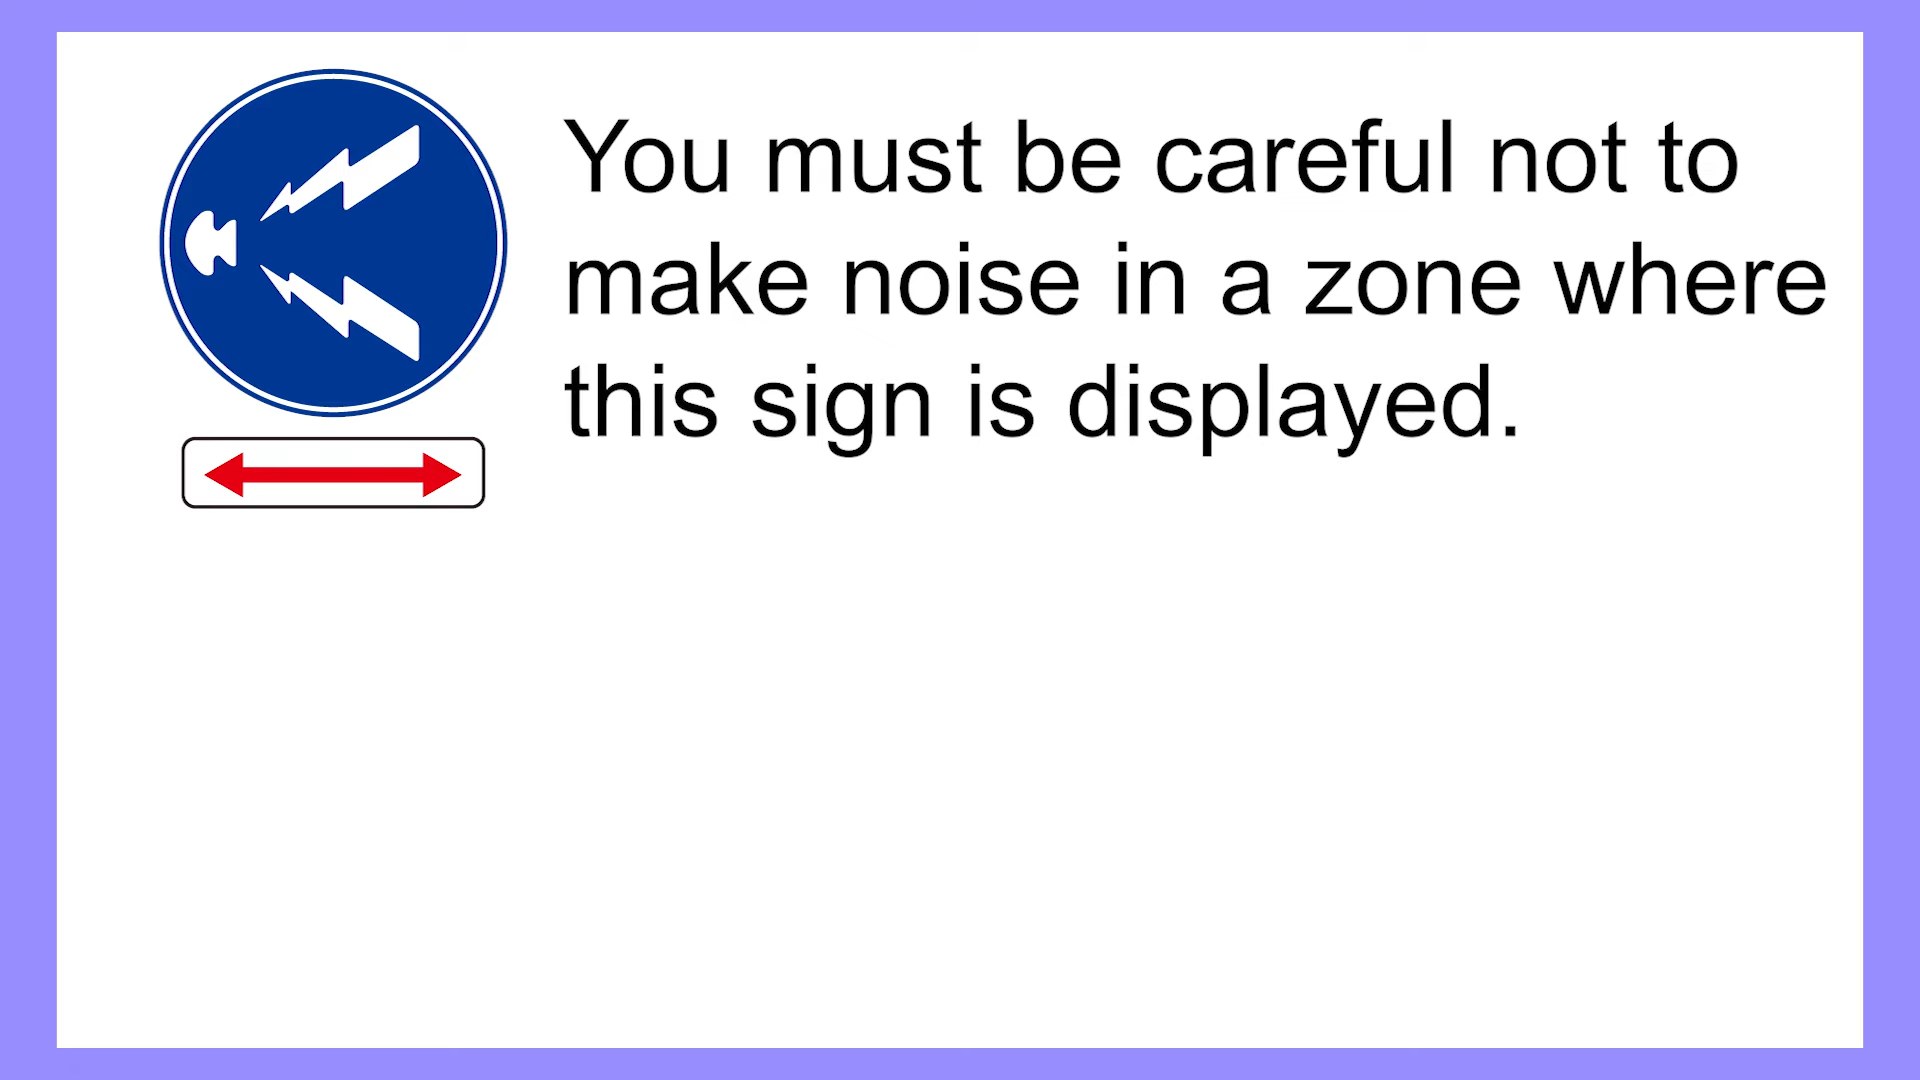 You must be careful not to
make noise in a zone where
this sign is displayed.